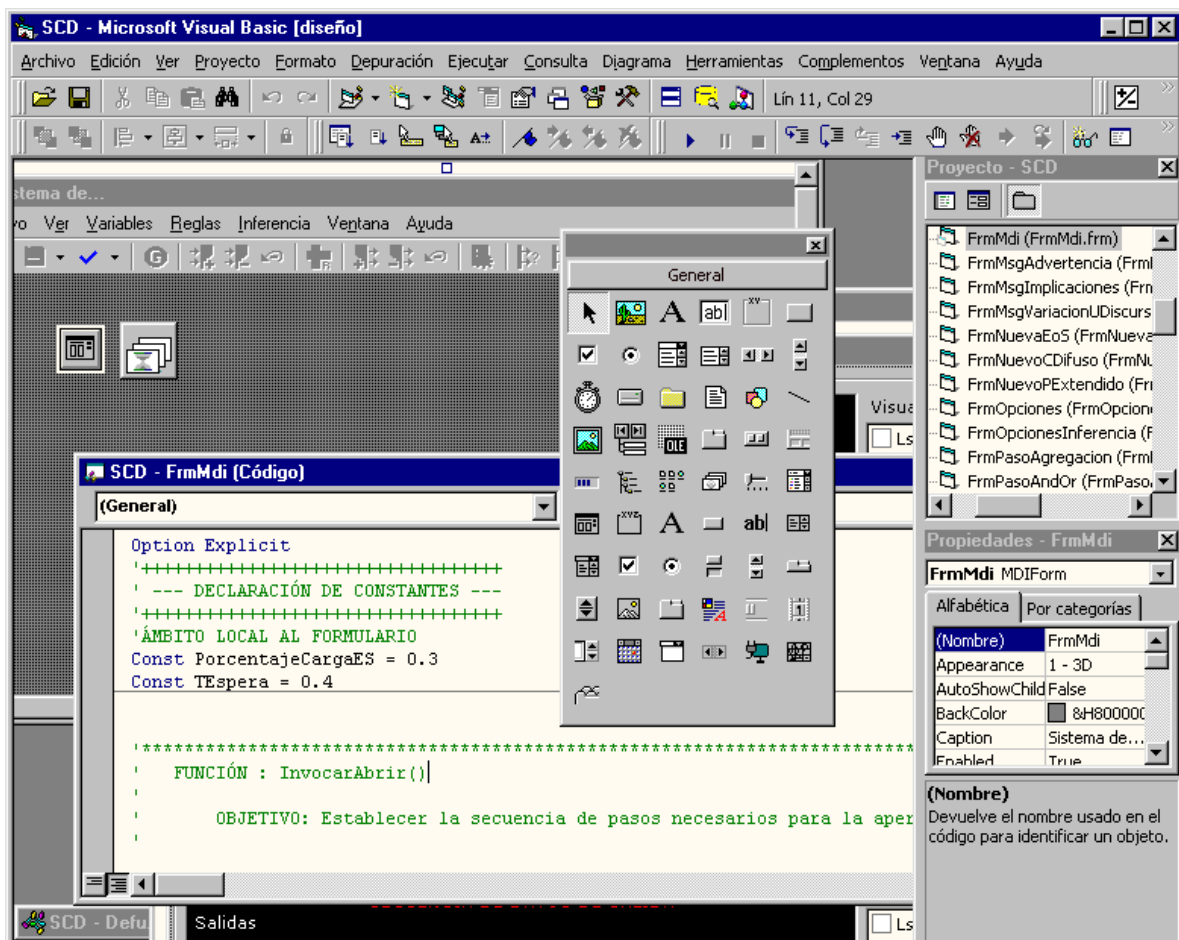 SCD - Microsoft Visual Basic [diseño]
Archivo Edición Ver Proyecto Formato Depuración Ejecutar Consulta Diagrama Herramientas Complementos Ventana Ayuda
Lín 11, Col 29
Proyecto - SCD
FrmMdi (FrmMdi.frm)
FrmMsgAdvertencia (Frml
FrmMsgImplicaciones (Frn
FrmMsgVariacionUDiscurs
FrmNuevaEoS (FrmNueva
FrmNuevoCDifuso (FrmNu
FrmNuevoPExtendido (Frı
FrmOpciones (FrmOpcion
FrmOpcionesInferencia (F
FrmPasoAgregacion (Frml
FrmPasoAndOr (FrmPaso
stema de...
vo Ver Variables Reglas Inferencia Ventana Ayuda
General
Visua
Ls
SCD - FrmMdi (Código)
(General)
Option Explicit
'++++++++++++++++++++++++++++++++++
' --- DECLARACIÓN DE CONSTANTES ---
'++++++++++++++++++++++++++++++++++
'ÁMBITO LOCAL AL FORMULARIO
Const PorcentajeCargaES = 0.3
Const TEspera = 0.4
'*************************************************************************
' FUNCIÓN : InvocarAbrir()
'
' OBJETIVO: Establecer la secuencia de pasos necesarios para la aper
'
Propiedades - FrmMdi
FrmMdi MDIForm
Alfabética Por categorías
(Nombre) FrmMdi
Appearance 1 - 3D
AutoShowChild False
BackColor &H800000
Caption Sistema de...
Enabled True
(Nombre)
Devuelve el nombre usado en el
código para identificar un objeto.
SCD - Defu
Salidas
Ls